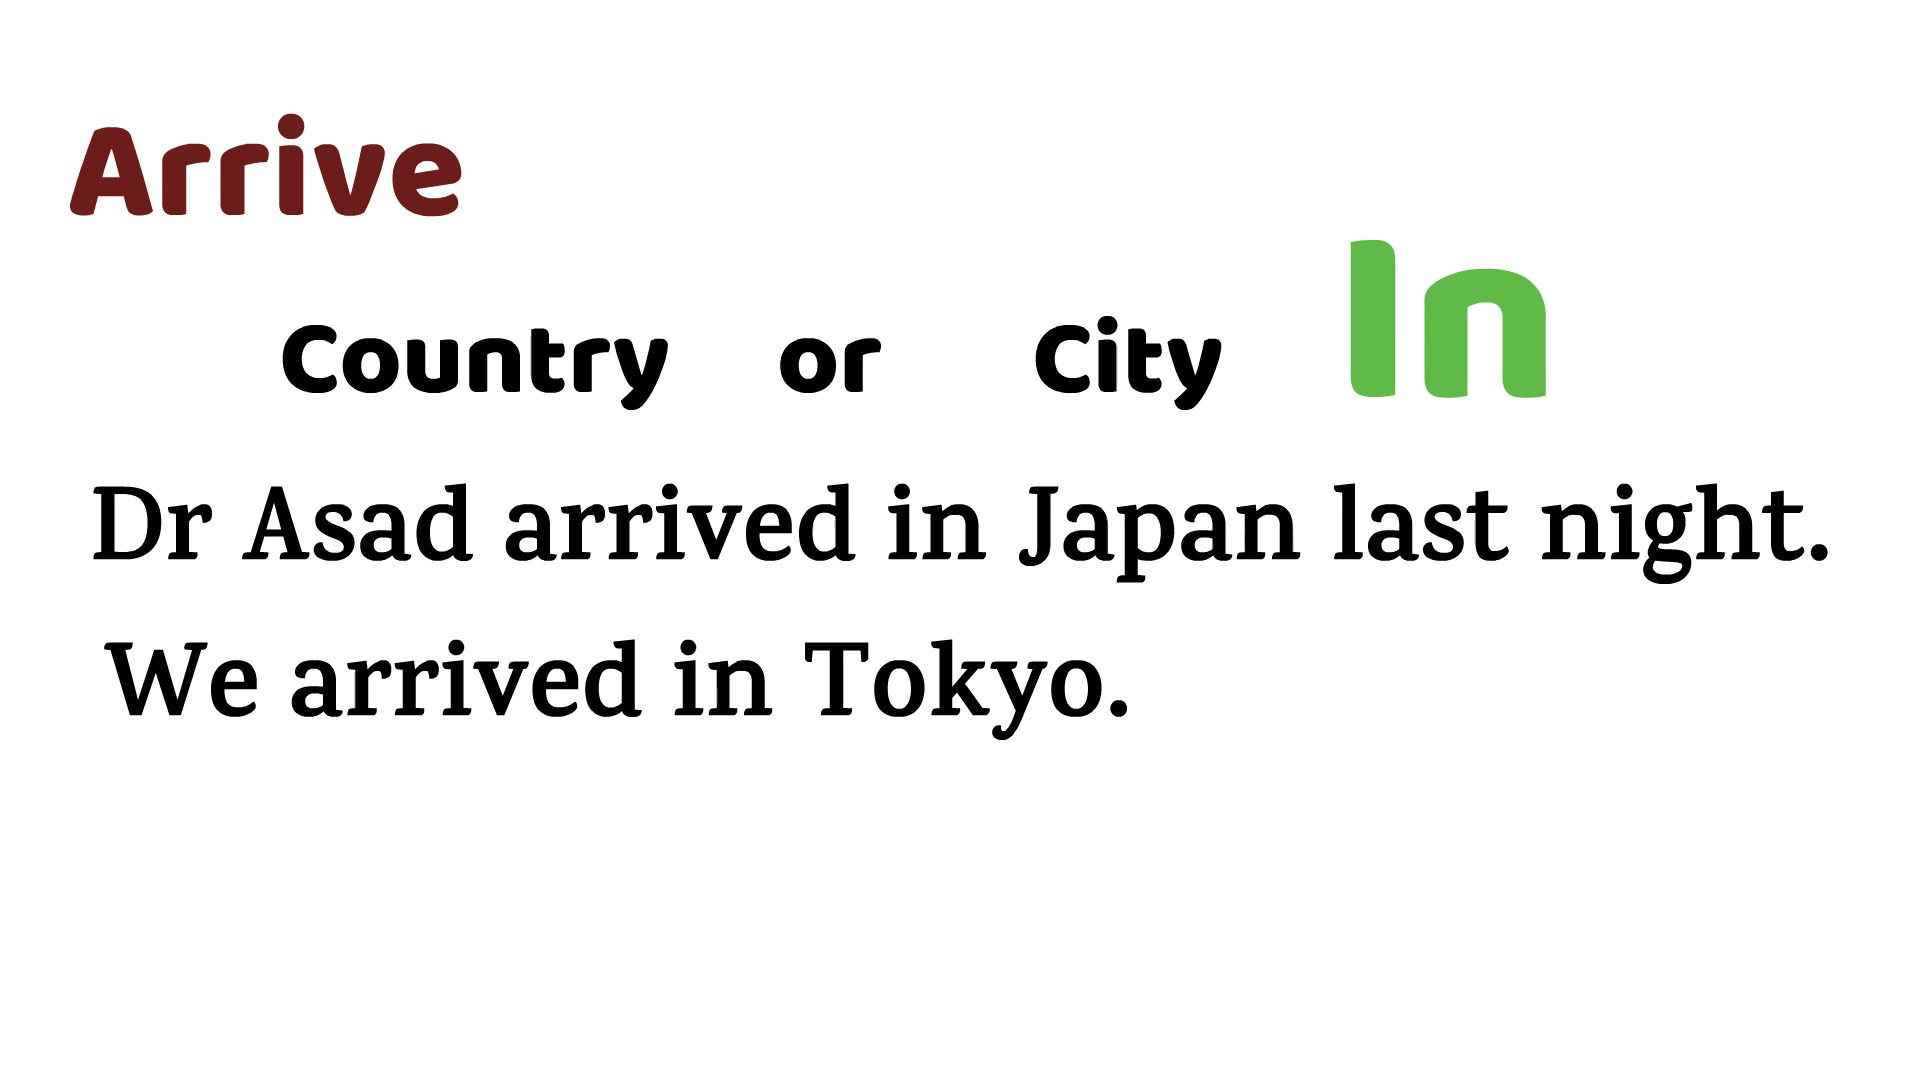 Arrive
Country or City In
Dr Asad arrived in Japan last night.
We arrived in Tokyo.